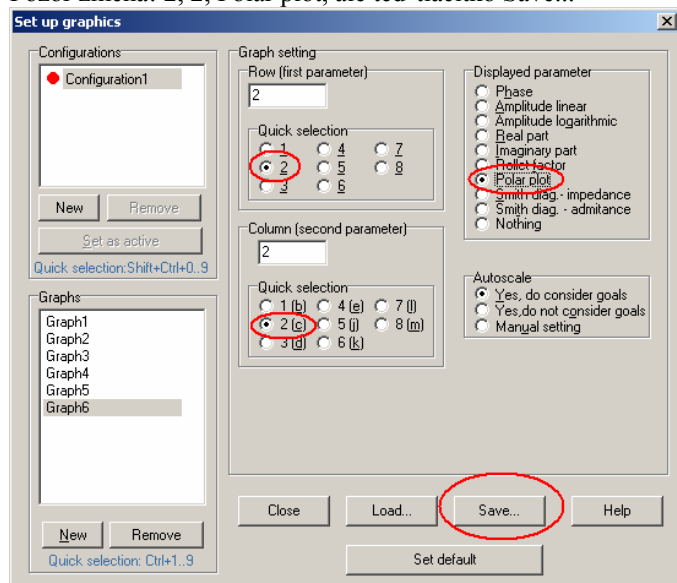 Set up graphics
Configurations
Configuration1
New Remove
Set as active
Quick selection:Shift+Ctrl+0..9
Graphs
Graph1
Graph2
Graph3
Graph4
Graph5
Graph6
New Remove
Quick selection: Ctrl+1..9
Graph setting
Row (first parameter)
2
Quick selection
1 4 7
2 5 8
3 6
Column (second parameter)
2
Quick selection
1 (b) 4 (e) 7 (l)
2 (c) 5 (j) 8 (m)
3 (d) 6 (k)
Displayed parameter
Phase
Amplitude linear
Amplitude logarithmic
Real part
Imaginary part
Rollet factor
Polar plot
Smith diag.- impedance
Smith diag. - admitance
Nothing
Autoscale
Yes, do consider goals
Yes,do not consider goals
Manual setting
Close Load... Save... Help
Set default